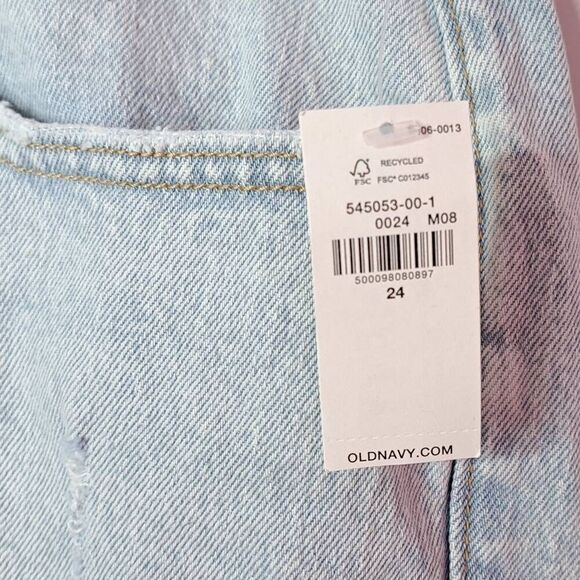 06-0013
RECYCLED
FSC
FSC® C012345
545053-00-1
0024 M08
500098080897
24
OLDNAVY.COM